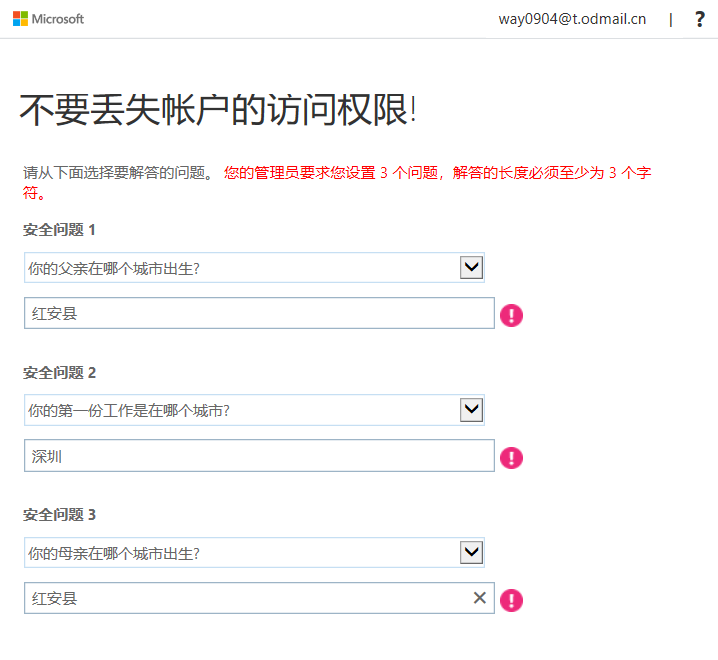 Microsoft
way0904@t.odmail.cn | ?
不要丢失帐户的访问权限!
请从下面选择要解答的问题。 您的管理员要求您设置 3 个问题，解答的长度必须至少为 3 个字
符。
安全问题 1
你的父亲在哪个城市出生?
红安县
安全问题 2
你的第一份工作是在哪个城市?
深圳
安全问题 3
你的母亲在哪个城市出生?
红安县